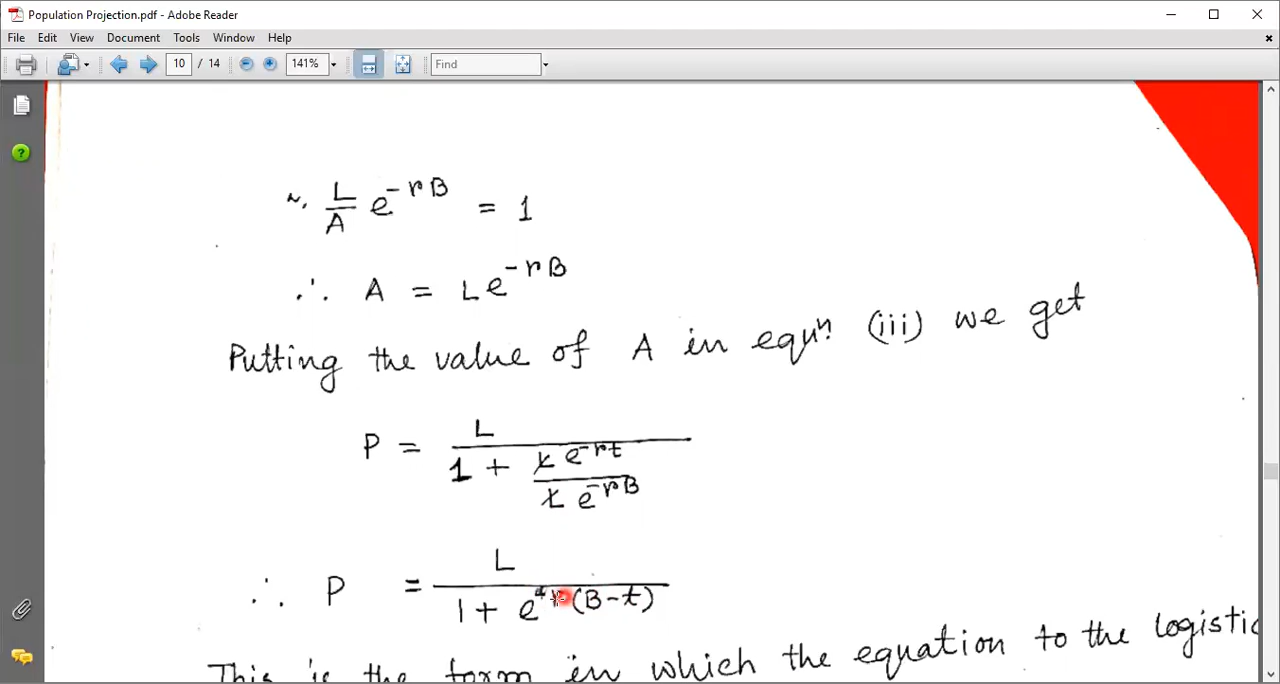 Population Projection.pdf - Adobe Reader
File Edit View Document Tools Window Help
10 / 14 141% Find
L/A e^-rB = 1
∴ A = Le^-rB
Putting the value of A in equⁿ (iii) we get
P = L / (1 + (L e^-rt / L e^-rB))
∴ P = L / (1 + e^r(B-t))
This is the form in which the equation to the logistic